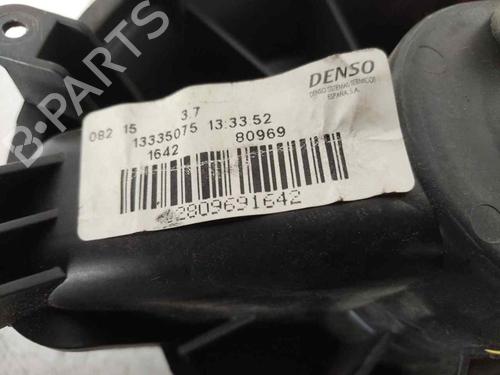 B-PARTS
DENSO
DENSO SISTEMAS TERMICOS
ESPAÑA, S.A.
082 15 3.7
13335075 13:33 52
1642 80969
2809691642